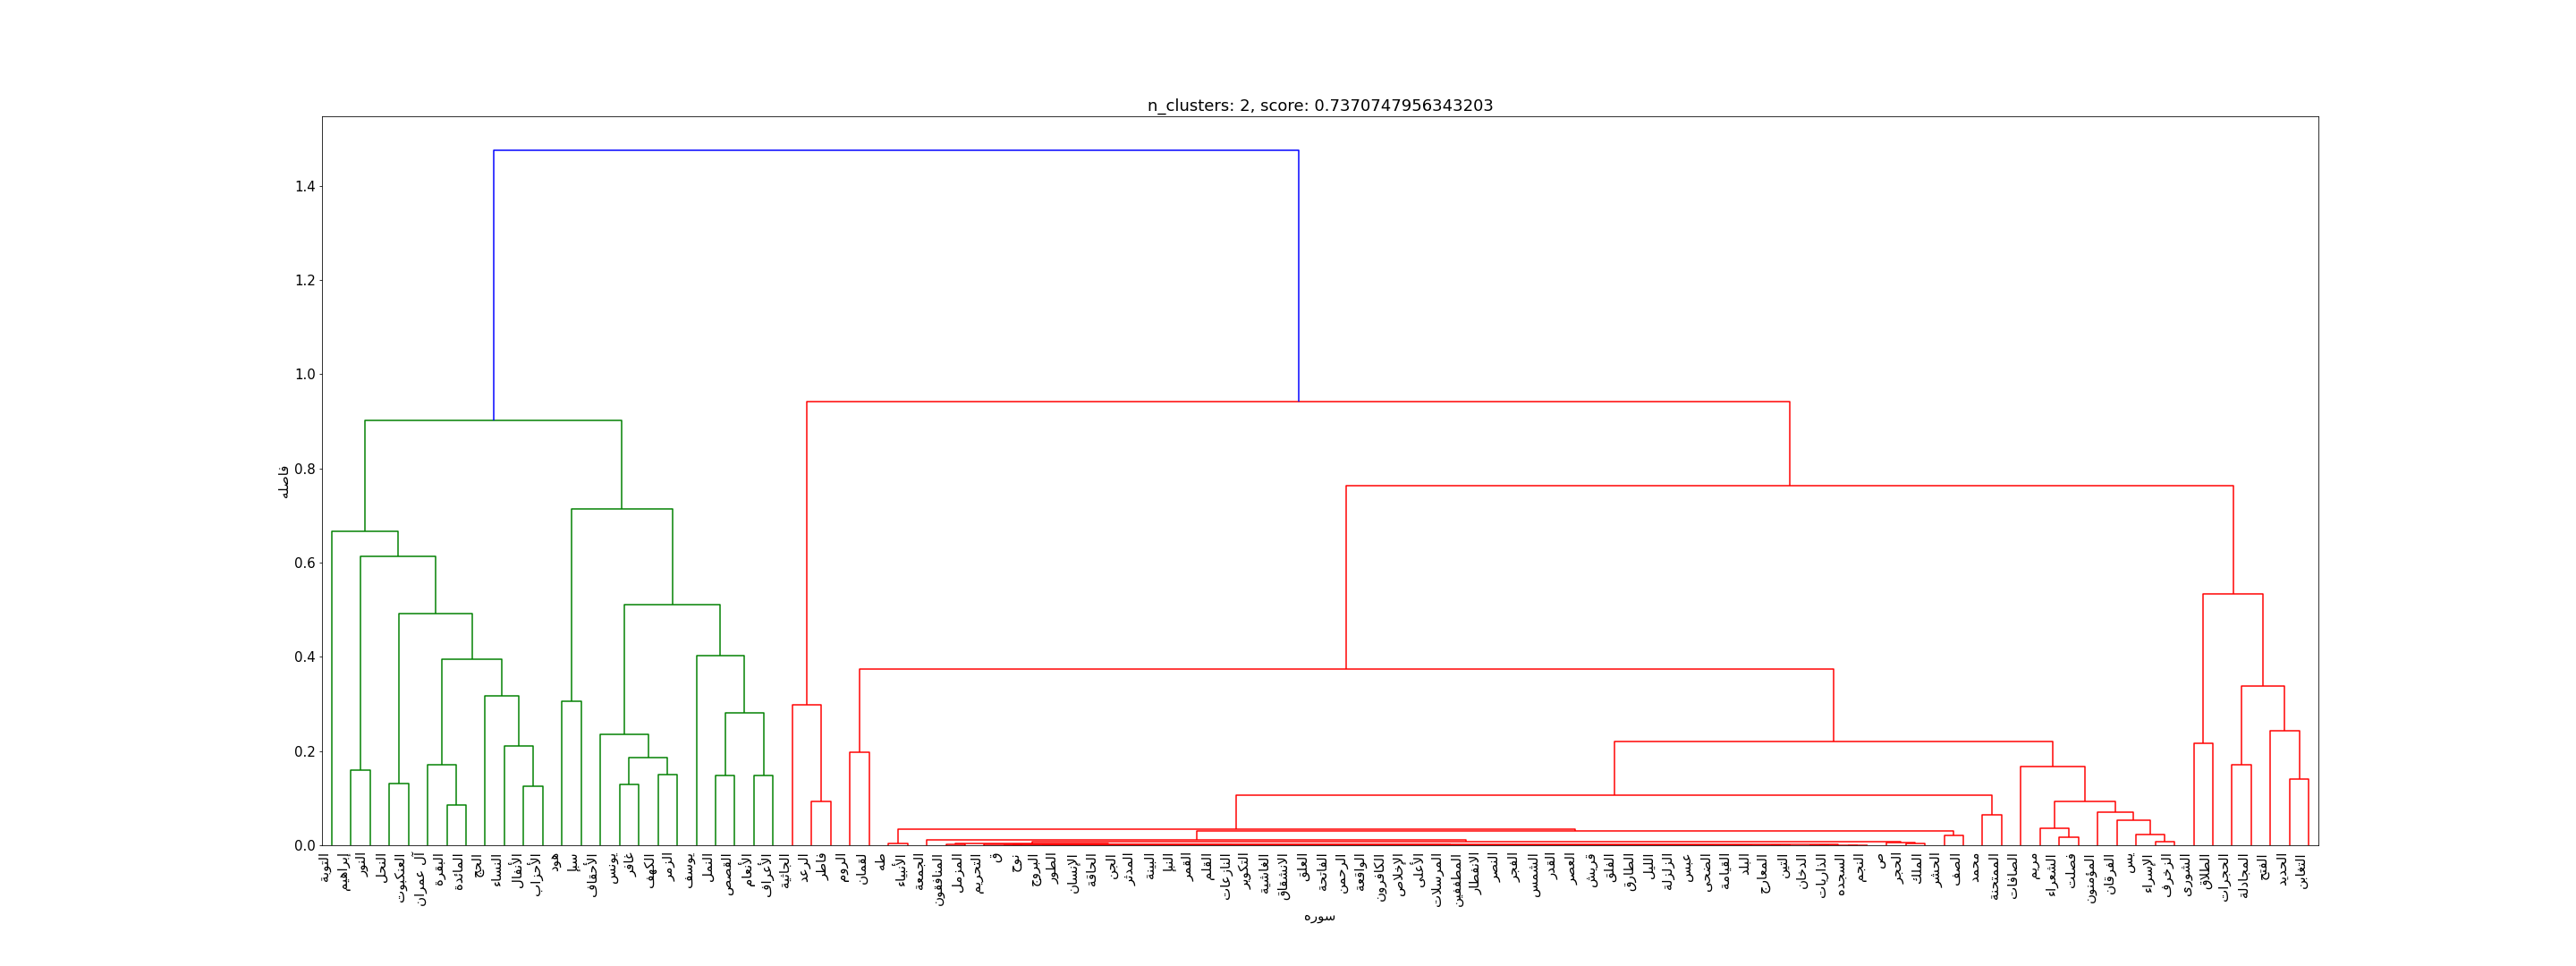 n_clusters: 2, score: 0.7370747956343203
1.4
1.2
1.0
0.8
0.6
0.4
0.2
0.0
فاصله
التوبة
إبراهيم
النور
النحل
العنكبوت
آل عمران
البقرة
المائدة
الحج
النساء
الأنفال
الأحزاب
هود
سبإ
الأحقاف
يونس
غافر
الكهف
الزمر
يوسف
النمل
القصص
الأنعام
الأعراف
الجاثية
الرعد
فاطر
الروم
لقمان
طه
الأنبياء
الجمعة
المنافقون
المزمل
التحريم
ق
نوح
البروج
الطور
الإنسان
الحاقة
الجن
المدثر
البينة
النبإ
القمر
القلم
النازعات
التكوير
الغاشية
الانشقاق
العلق
الفاتحة
الرحمن
الواقعة
الكافرون
الإخلاص
الأعلى
المرسلات
المطففين
الانفطار
النصر
الفجر
الشمس
القدر
العصر
قريش
الفلق
الطارق
الليل
الزلزلة
عبس
الضحى
القيامة
البلد
المعارج
التين
الدخان
الذاريات
السجده
النجم
ص
الحجر
الملك
الحشر
الصف
محمد
الممتحنة
الصافات
مريم
الشعراء
فصلت
المؤمنون
الفرقان
يس
الإسراء
الزخرف
الشورى
الطلاق
الحجرات
المجادلة
الفتح
الحديد
التغابن
سوره